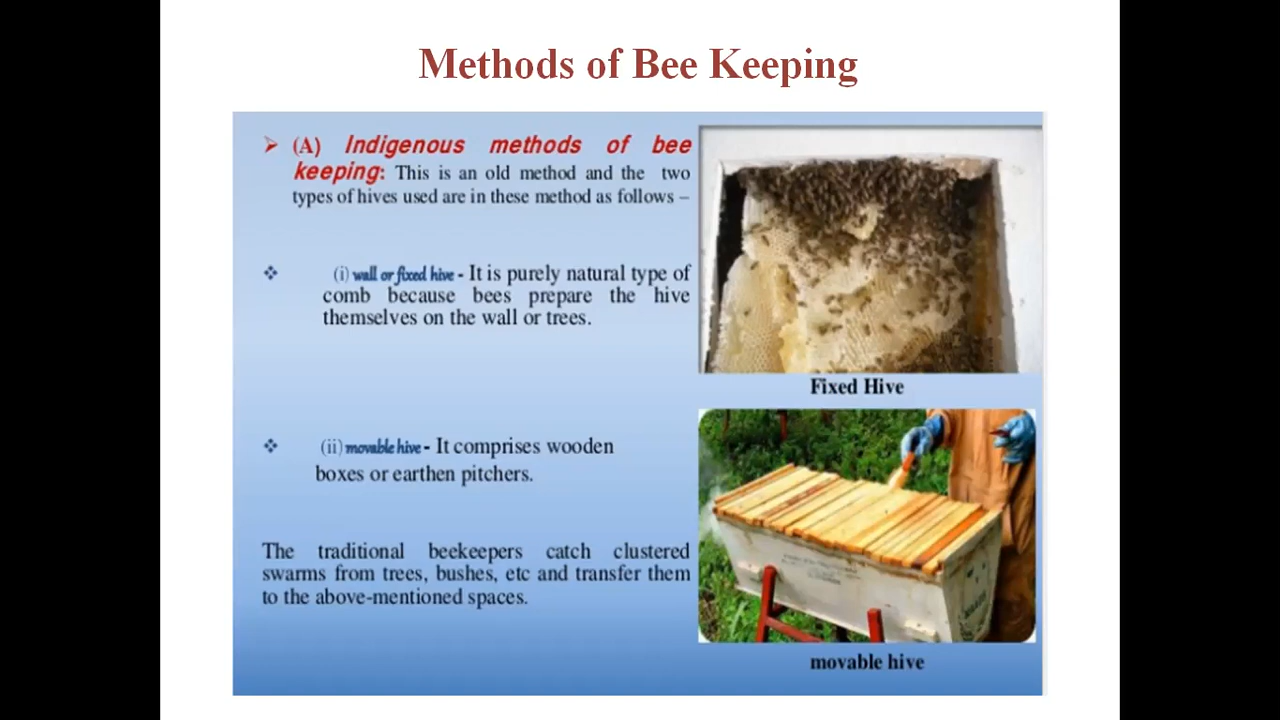 Methods of Bee Keeping
➢ (A) Indigenous methods of bee
keeping: This is an old method and the two
types of hives used are in these method as follows –
❖ (i) wall or fixed hive - It is purely natural type of
comb because bees prepare the hive
themselves on the wall or trees.
Fixed Hive
❖ (ii) movable hive - It comprises wooden
boxes or earthen pitchers.
The traditional beekeepers catch clustered
swarms from trees, bushes, etc and transfer them
to the above-mentioned spaces.
movable hive